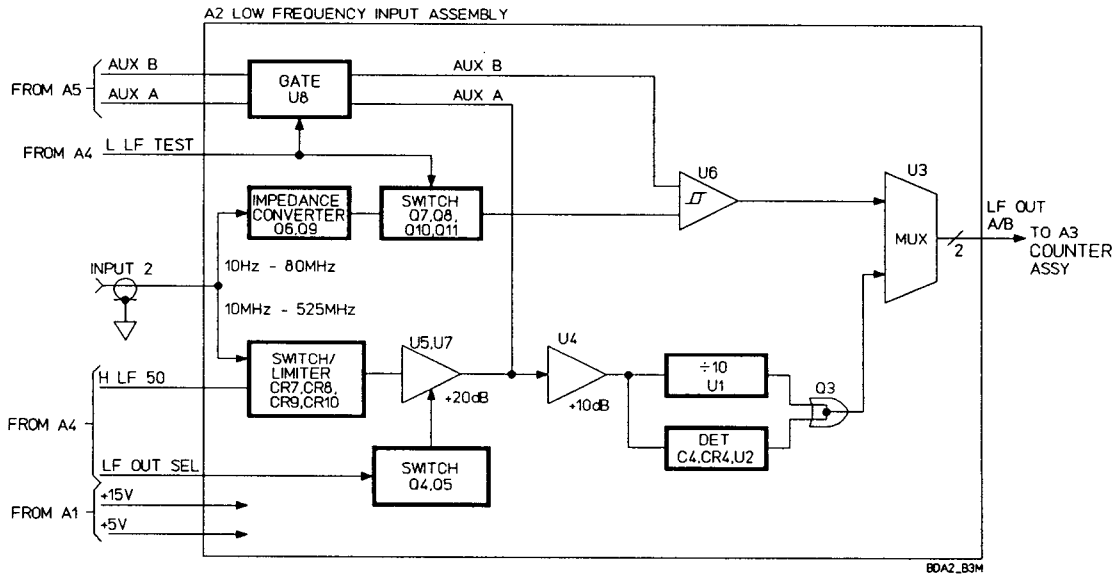 A2 LOW FREQUENCY INPUT ASSEMBLY
AUX B
FROM A5
AUX A
GATE
U8
AUX B
AUX A
FROM A4
L LF TEST
IMPEDANCE
CONVERTER
Q6,Q9
SWITCH
Q7,Q8,
Q10,Q11
U6
U3
MUX
LF OUT
A/B
2
TO A3
COUNTER
ASSY
INPUT 2
10Hz - 80MHz
10MHz - 525MHz
H LF 50
FROM A4
SWITCH/
LIMITER
CR7,CR8,
CR9,CR10
U5,U7
+20dB
U4
+10dB
÷10
U1
DET
C4,CR4,U2
Q3
LF OUT SEL
SWITCH
Q4,Q5
FROM A1
+15V
+5V
BDA2_B3M